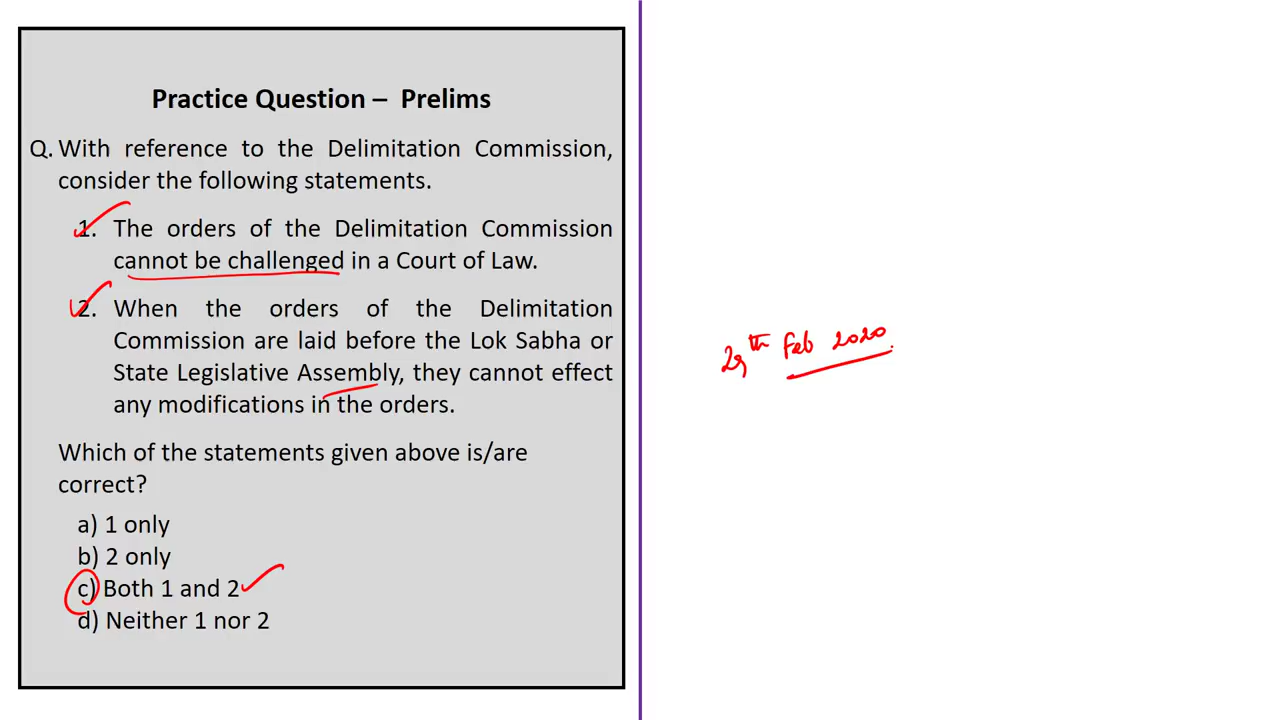 Practice Question – Prelims
Q. With reference to the Delimitation Commission,
consider the following statements.
1. The orders of the Delimitation Commission
cannot be challenged in a Court of Law.
2. When the orders of the Delimitation
Commission are laid before the Lok Sabha or
State Legislative Assembly, they cannot effect
any modifications in the orders.
Which of the statements given above is/are
correct?
a) 1 only
b) 2 only
c) Both 1 and 2
d) Neither 1 nor 2
29th Feb 2020